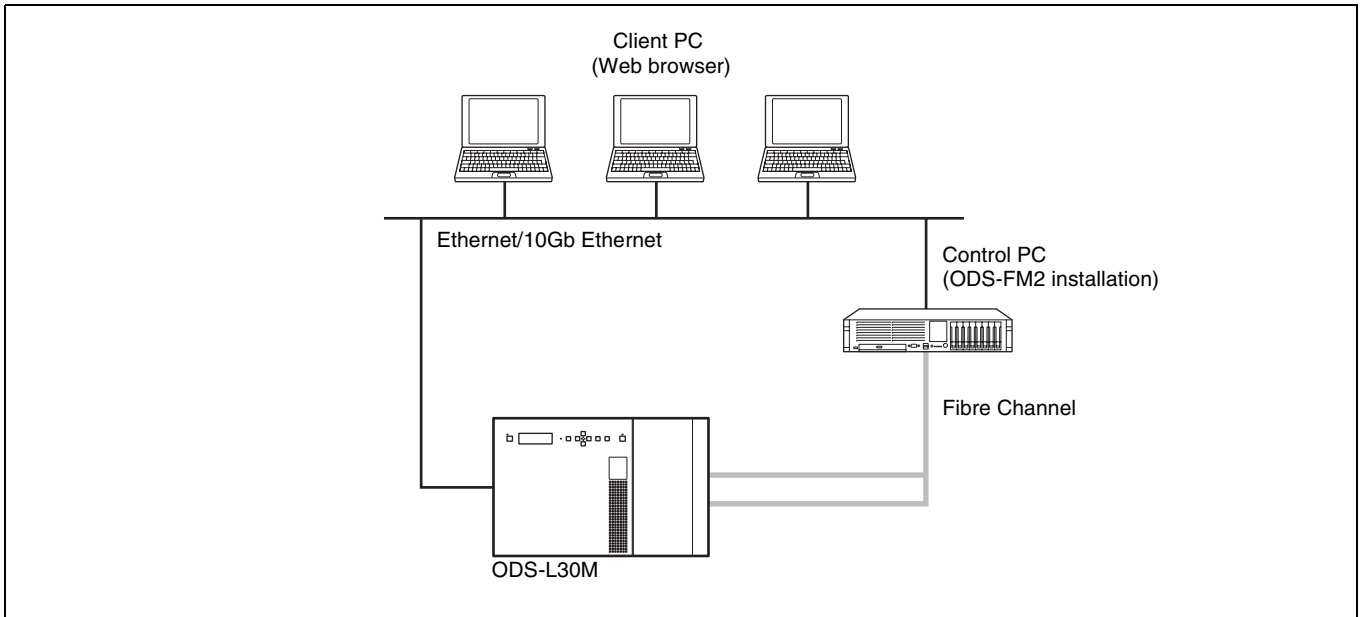 Client PC
(Web browser)
Ethernet/10Gb Ethernet
Control PC
(ODS-FM2 installation)
Fibre Channel
ODS-L30M